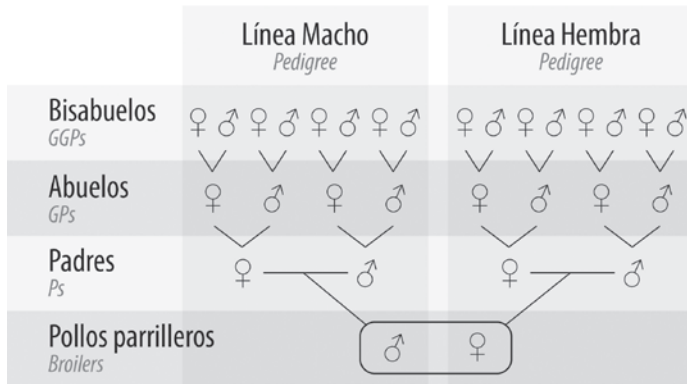 Línea Macho
Pedigree
Línea Hembra
Pedigree
Bisabuelos
GGPs
♀ ♂ ♀ ♂ ♀ ♂ ♀ ♂ ♀ ♂ ♀ ♂ ♀ ♂ ♀ ♂
Abuelos
GPs
♀ ♂ ♀ ♂ ♀ ♂ ♀ ♂
Padres
Ps
♀ ♂ ♀ ♂
Pollos parrilleros
Broilers
♂ ♀